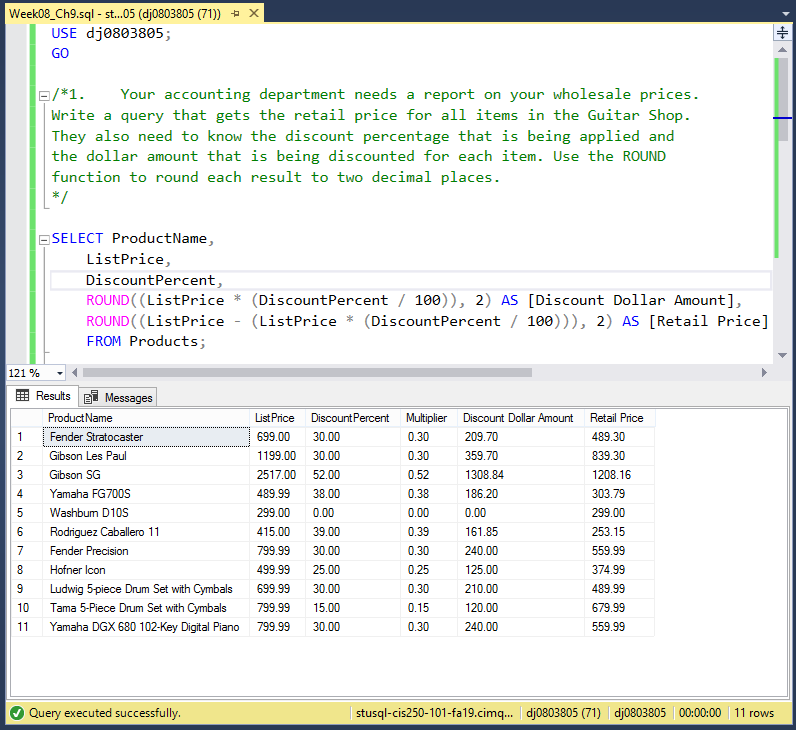 Week08_Ch9.sql - st...05 (dj0803805 (71))
USE dj0803805;
GO
/*1. Your accounting department needs a report on your wholesale prices.
Write a query that gets the retail price for all items in the Guitar Shop.
They also need to know the discount percentage that is being applied and
the dollar amount that is being discounted for each item. Use the ROUND
function to round each result to two decimal places.
*/
SELECT ProductName,
ListPrice,
DiscountPercent,
ROUND((ListPrice * (DiscountPercent / 100)), 2) AS [Discount Dollar Amount],
ROUND((ListPrice - (ListPrice * (DiscountPercent / 100))), 2) AS [Retail Price]
FROM Products;
121 %
Results Messages
ProductName ListPrice DiscountPercent Multiplier Discount Dollar Amount Retail Price
1 Fender Stratocaster 699.00 30.00 0.30 209.70 489.30
2 Gibson Les Paul 1199.00 30.00 0.30 359.70 839.30
3 Gibson SG 2517.00 52.00 0.52 1308.84 1208.16
4 Yamaha FG700S 489.99 38.00 0.38 186.20 303.79
5 Washburn D10S 299.00 0.00 0.00 0.00 299.00
6 Rodriguez Caballero 11 415.00 39.00 0.39 161.85 253.15
7 Fender Precision 799.99 30.00 0.30 240.00 559.99
8 Hofner Icon 499.99 25.00 0.25 125.00 374.99
9 Ludwig 5-piece Drum Set with Cymbals 699.99 30.00 0.30 210.00 489.99
10 Tama 5-Piece Drum Set with Cymbals 799.99 15.00 0.15 120.00 679.99
11 Yamaha DGX 680 102-Key Digital Piano 799.99 30.00 0.30 240.00 559.99
Query executed successfully. stusql-cis250-101-fa19.cimq... dj0803805 (71) dj0803805 00:00:00 11 rows